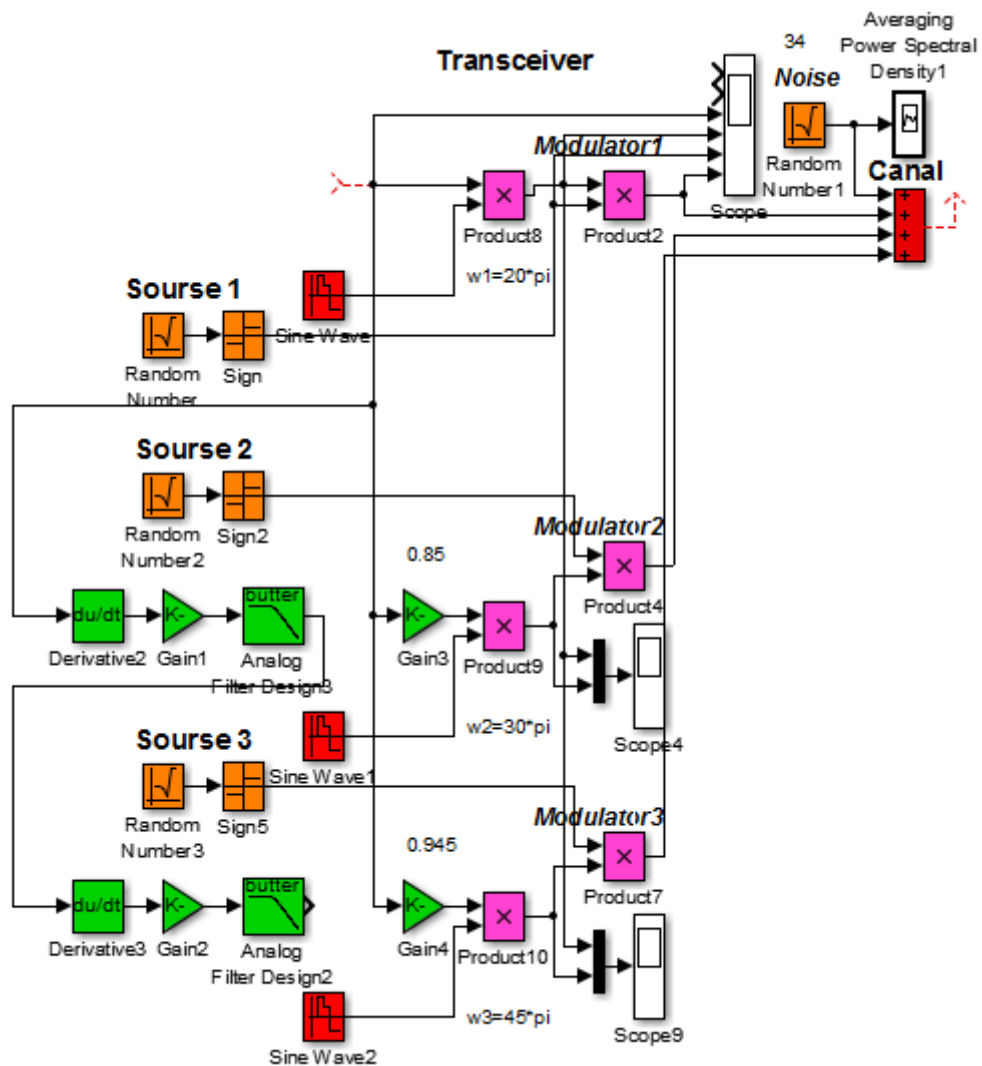 Averaging
Power Spectral
Density1
34
Transceiver
Noise
Modulator1
Random
Number1
Canal
Scope
×
Product8
×
Product2
+
+
+
+
w1=20*pi
Sourse 1
Sine Wave
Random
Number
Sign
Sourse 2
Random
Number2
Sign2
Modulator2
0.85
×
Product4
du/dt
Derivative2
K-
Gain1
butter
Analog
Filter Design3
K-
Gain3
×
Product9
Scope4
w2=30*pi
Sourse 3
Sine Wave1
Random
Number3
Sign5
Modulator3
0.945
×
Product7
du/dt
Derivative3
K-
Gain2
butter
Analog
Filter Design2
K-
Gain4
×
Product10
w3=45*pi
Scope9
Sine Wave2